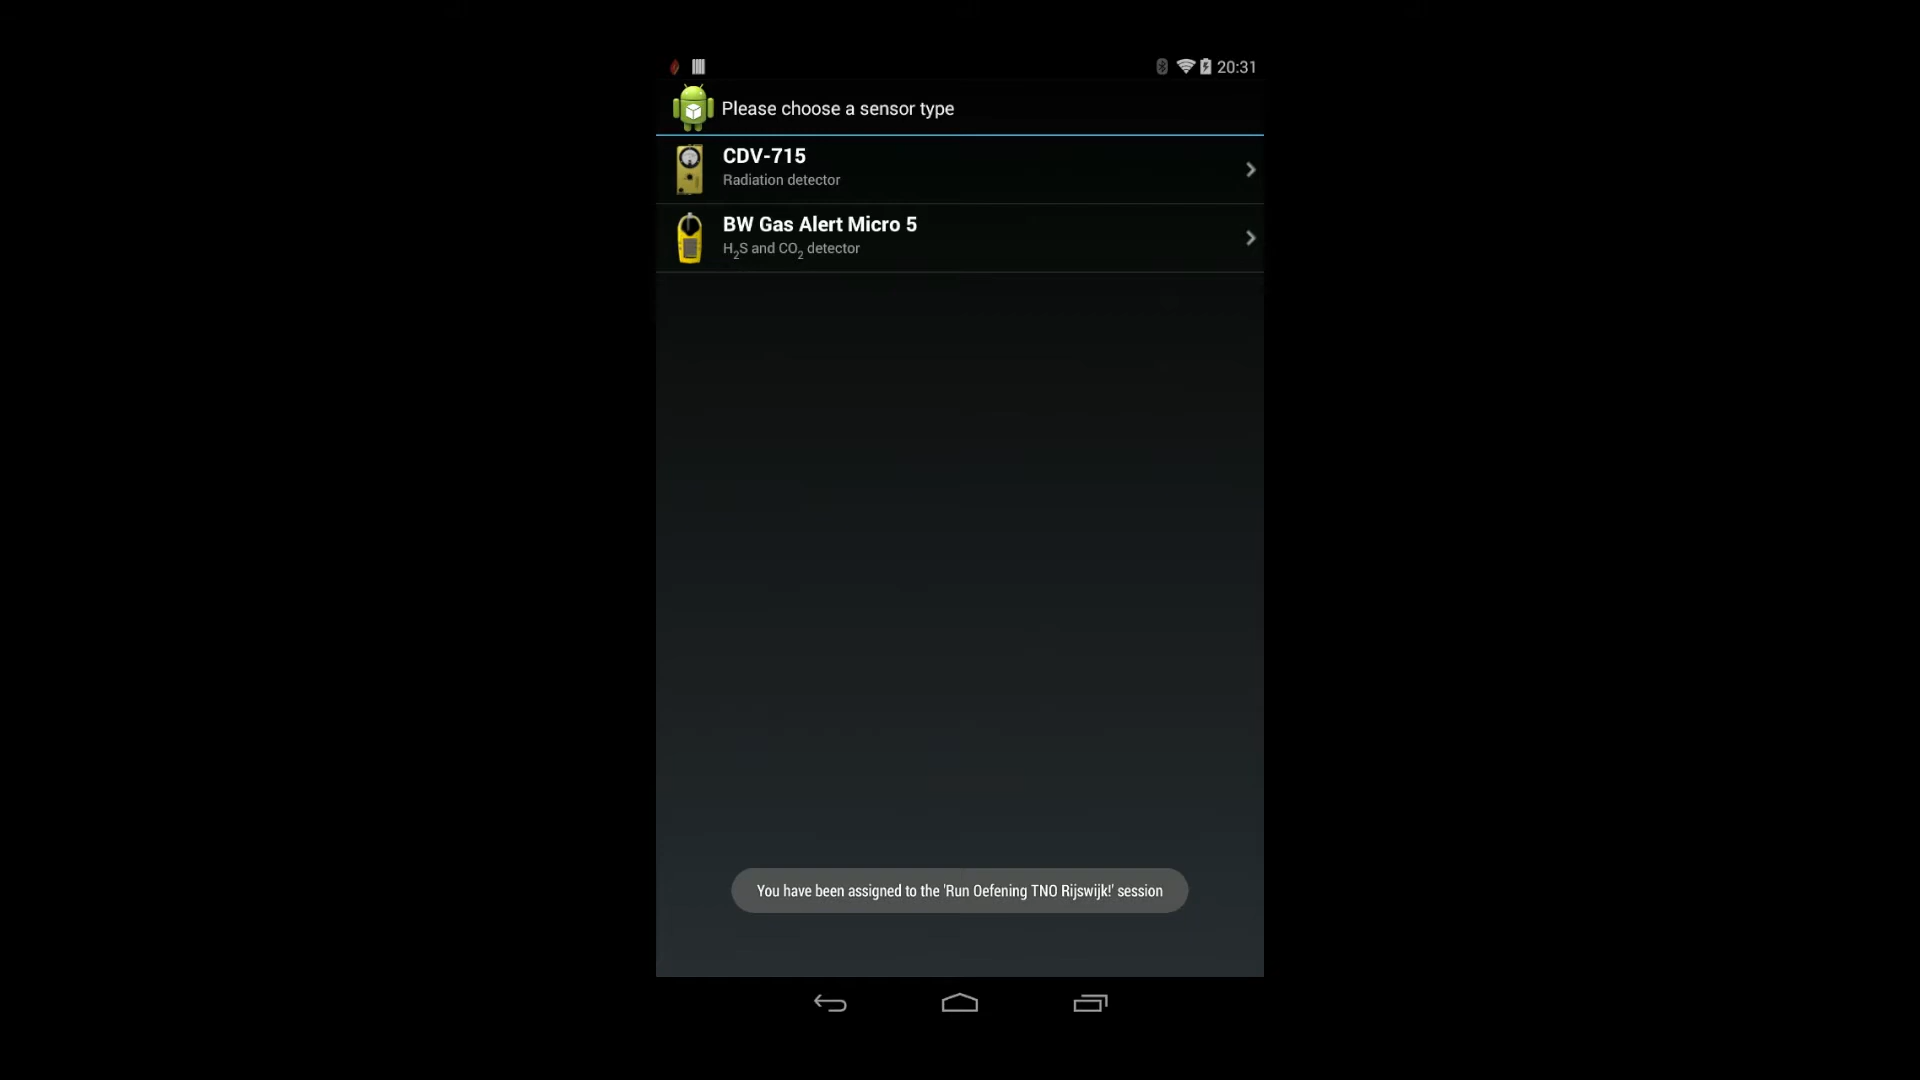 20:31
Please choose a sensor type
CDV-715
Radiation detector
BW Gas Alert Micro 5
H₂S and CO₂ detector
You have been assigned to the 'Run Oefening TNO Rijswijk!' session